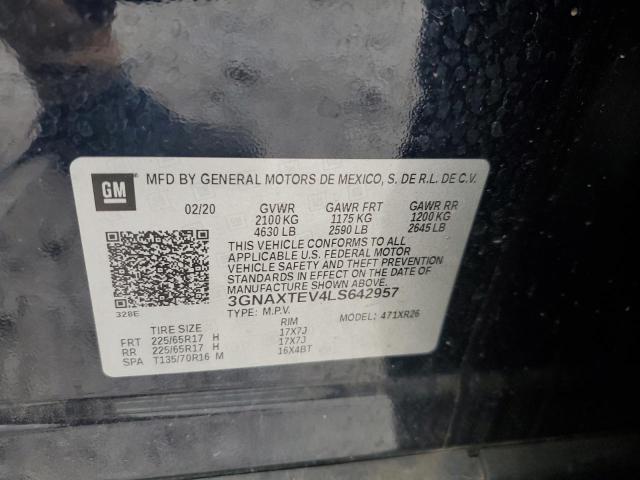 GM
MFD BY GENERAL MOTORS DE MEXICO, S. DE R.L. DE C.V.
02/20 GVWR GAWR FRT GAWR RR
2100 KG 1175 KG 1200 KG
4630 LB 2590 LB 2645 LB
THIS VEHICLE CONFORMS TO ALL
APPLICABLE U.S. FEDERAL MOTOR
VEHICLE SAFETY AND THEFT PREVENTION
STANDARDS IN EFFECT ON THE DATE OF
MANUFACTURE SHOWN ABOVE.
3GNAXTEV4LS642957
328E
TYPE: M.P.V. MODEL: 471XR26
TIRE SIZE RIM
FRT 225/65R17 H 17X7J
RR 225/65R17 H 17X7J
SPA T135/70R16 M 16X4BT